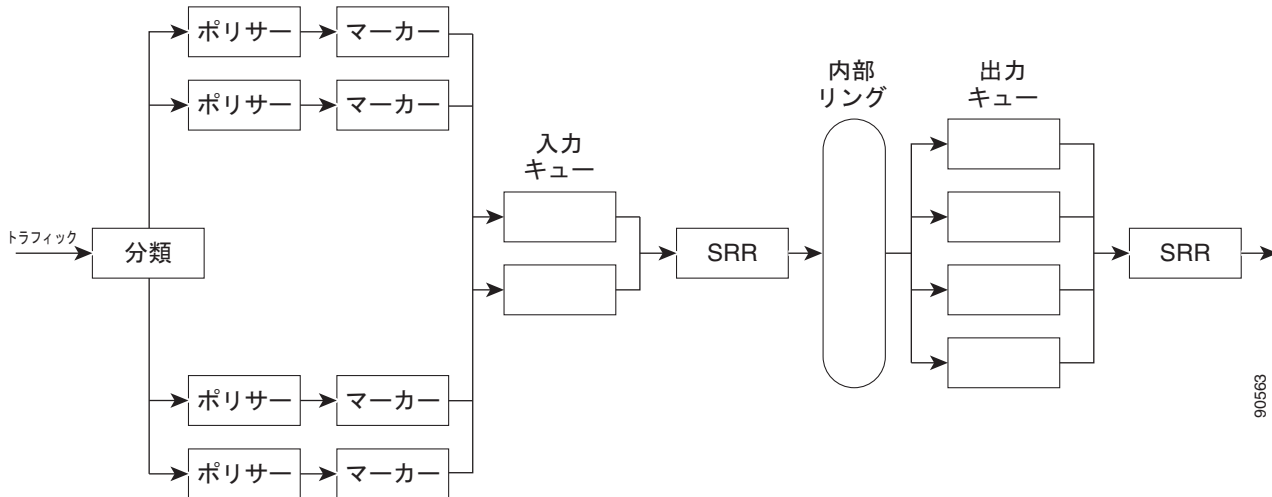 ポリサー
マーカー
ポリサー
マーカー
内部
リング
出力
キュー
入力
キュー
トラフィック
分類
SRR
SRR
ポリサー
マーカー
ポリサー
マーカー
90563